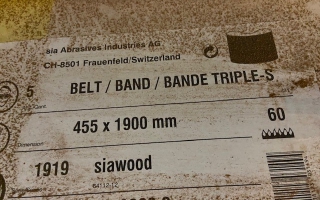 sia Abrasives Industries AG
CH-8501 Frauenfeld/Switzerland
5 BELT / BAND / BANDE TRIPLE-S
Dimension
455 x 1900 mm 60
1919 siawood